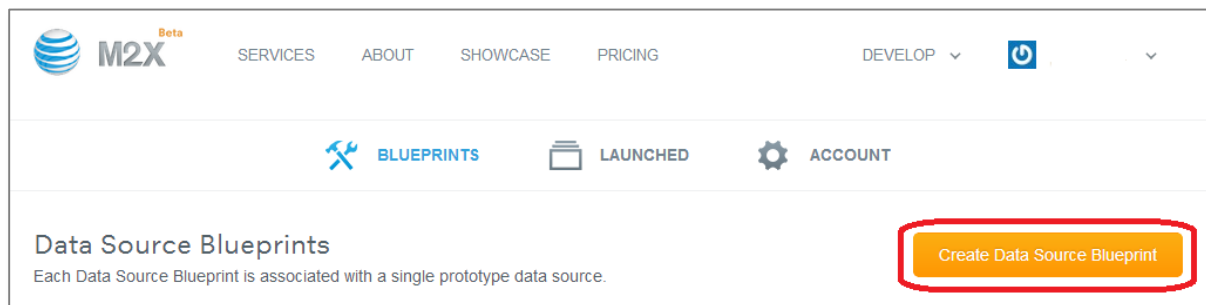 Beta
M2X SERVICES ABOUT SHOWCASE PRICING DEVELOP
BLUEPRINTS LAUNCHED ACCOUNT
Data Source Blueprints
Create Data Source Blueprint
Each Data Source Blueprint is associated with a single prototype data source.